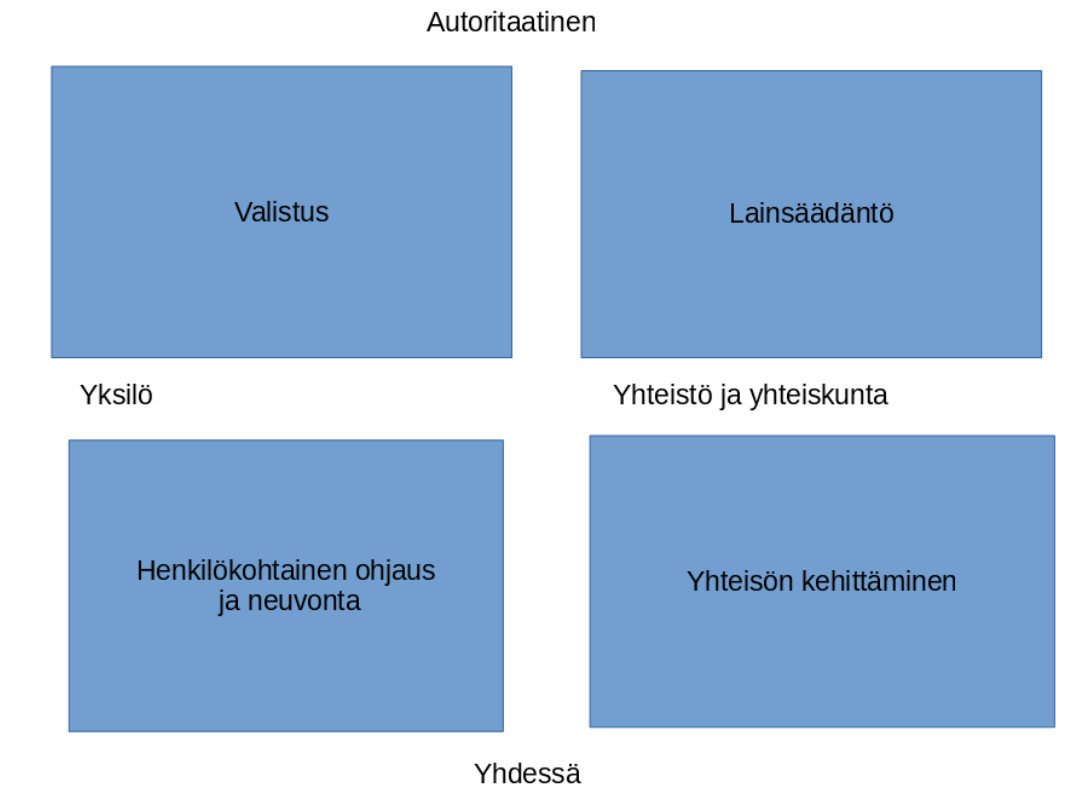 Autoritaatinen
Valistus
Lainsäädäntö
Yksilö
Yhteistö ja yhteiskunta
Henkilökohtainen ohjaus
ja neuvonta
Yhteisön kehittäminen
Yhdessä